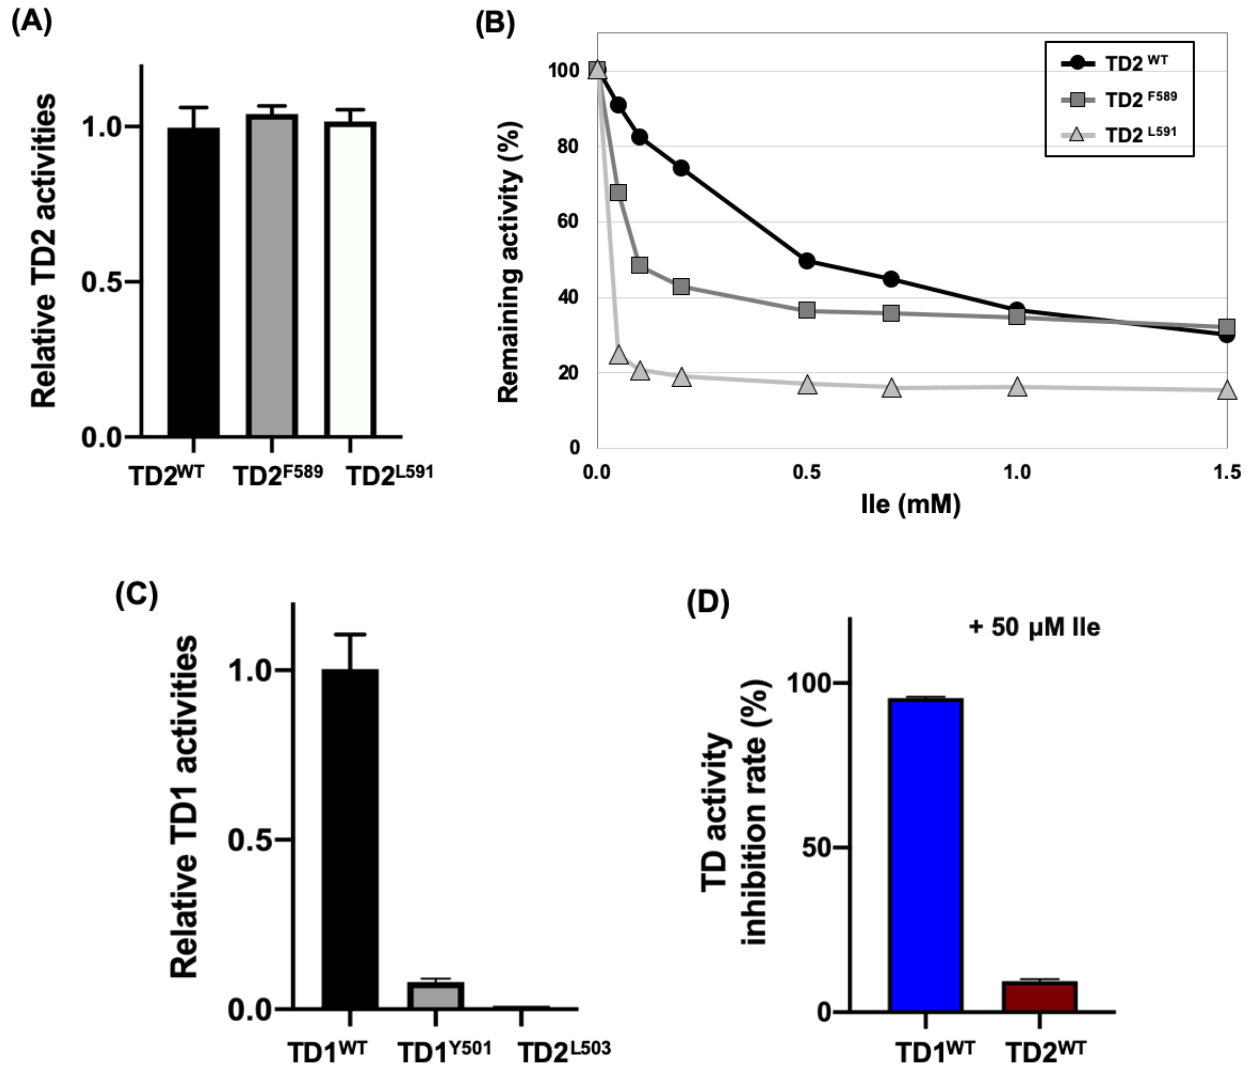 (A)
Relative TD2 activities
1.0
0.5
0.0
TD2WT TD2F589 TD2L591
(B)
Remaining activity (%)
100
80
60
40
20
0
0.0 0.5 1.0 1.5
Ile (mM)
TD2 WT
TD2 F589
TD2 L591
(C)
Relative TD1 activities
1.0
0.5
0.0
TD1WT TD1Y501 TD2L503
(D)
+ 50 µM Ile
TD activity
inhibition rate (%)
100
50
0
TD1WT TD2WT